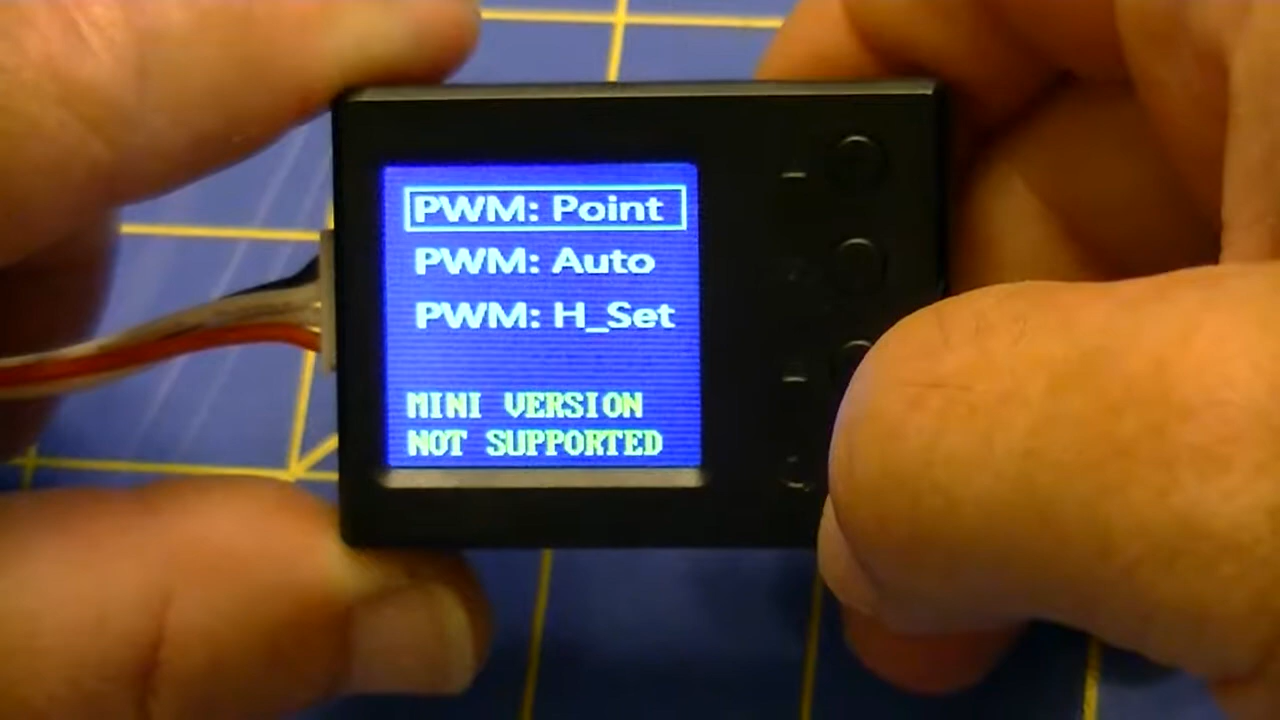 PWM: Point
PWM: Auto
PWM: H_Set
MINI VERSION
NOT SUPPORTED